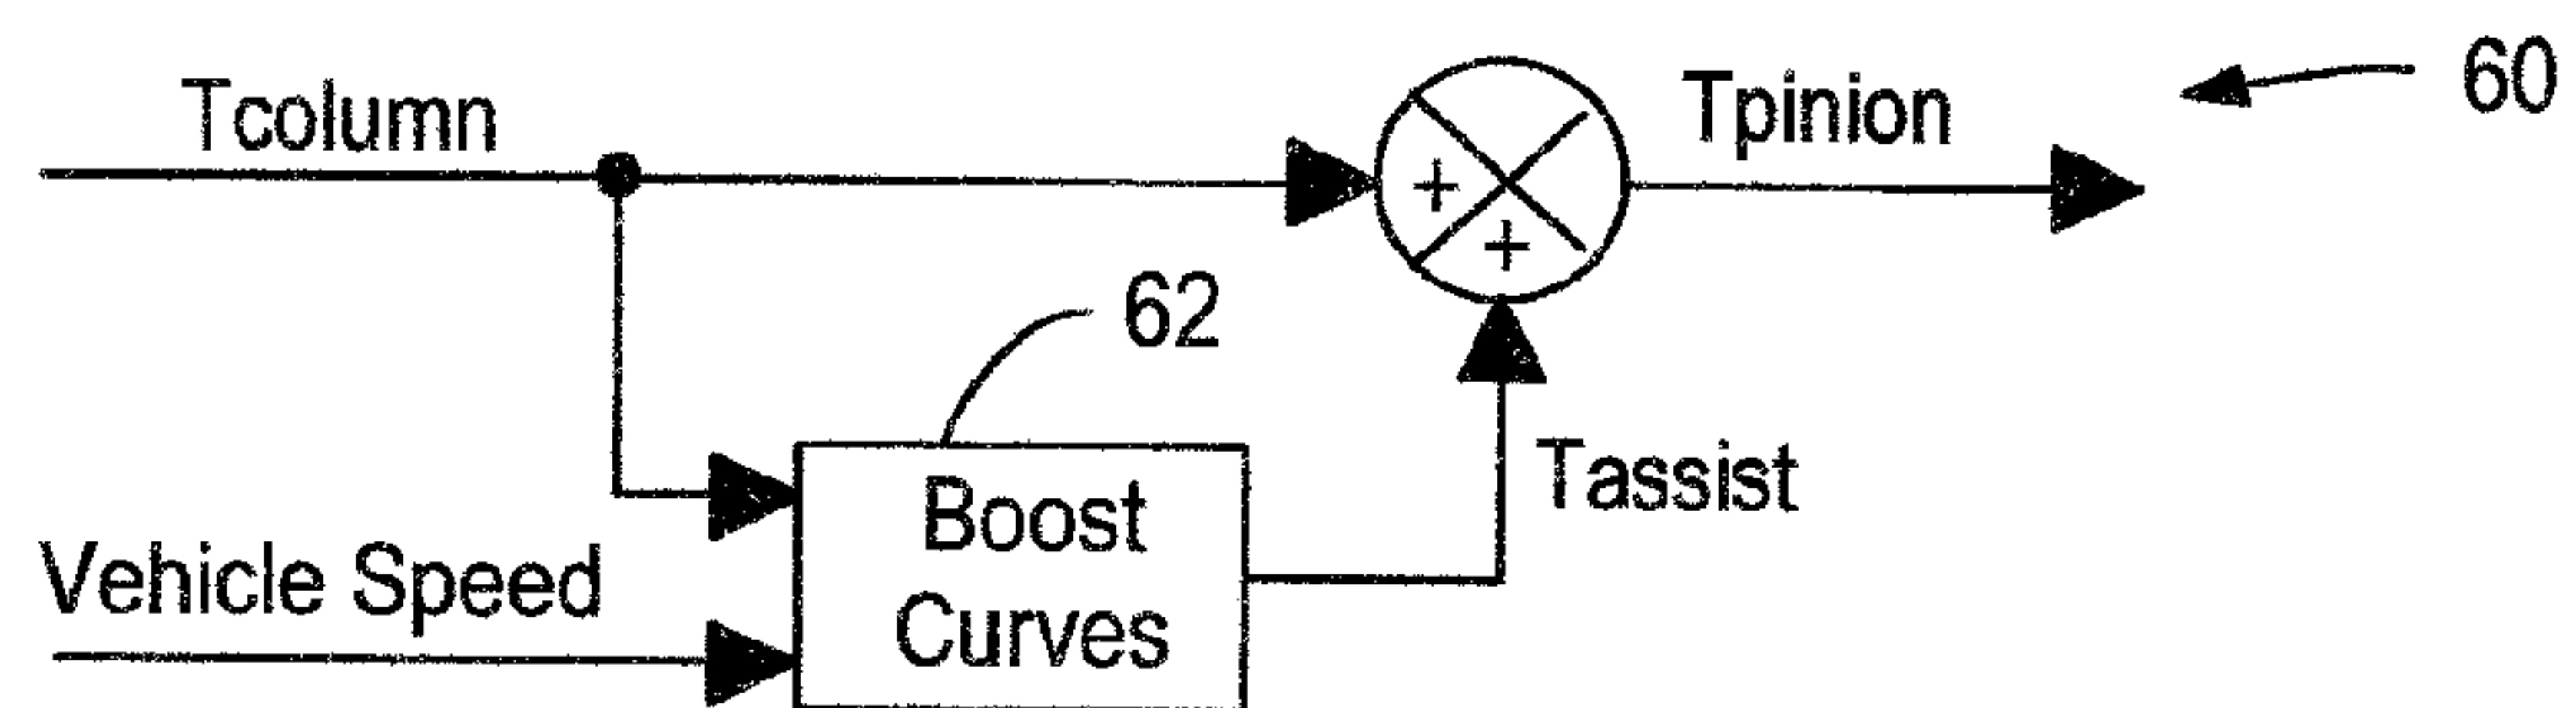 Tcolumn
Tpinion
60
+
+
62
Tassist
Vehicle Speed
Boost
Curves